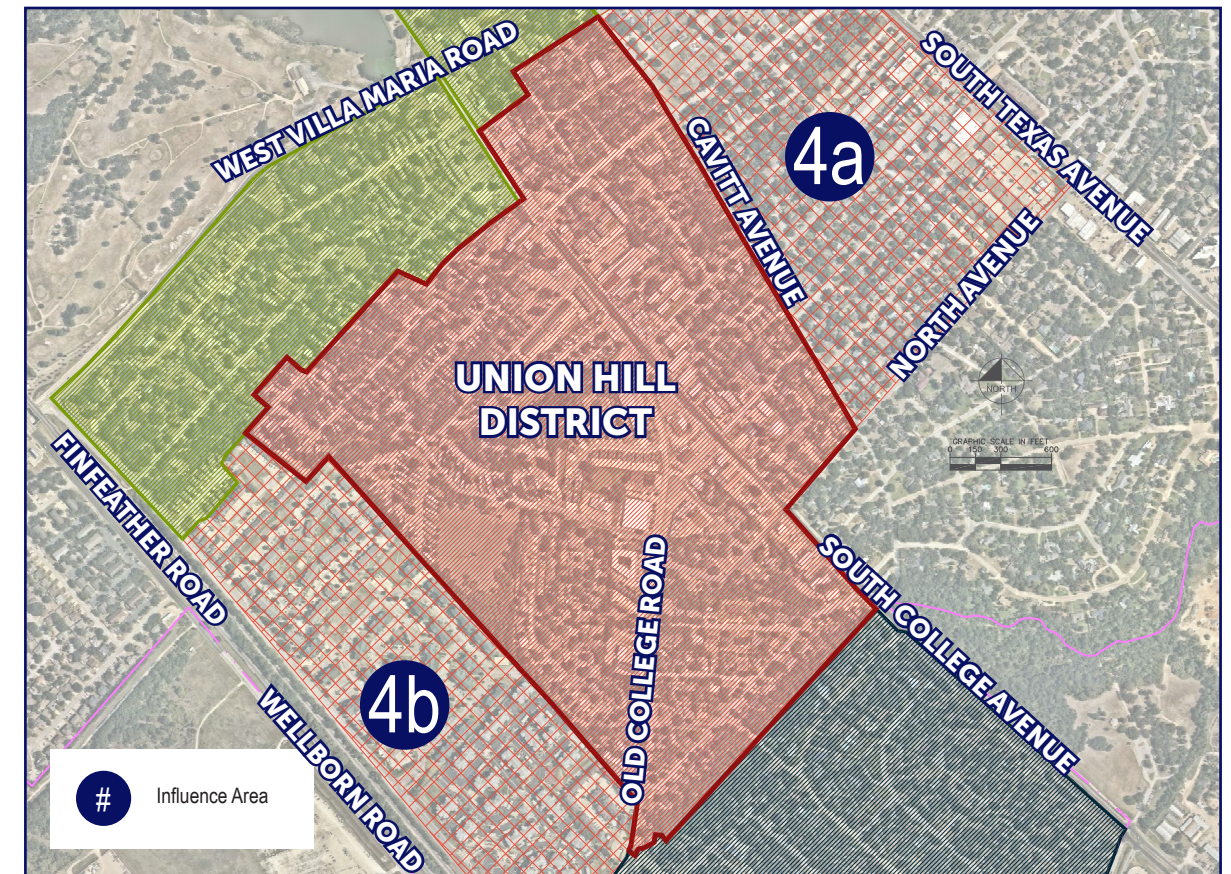 WEST VILLA MARIA ROAD
SOUTH TEXAS AVENUE
CAVITT AVENUE
4a
NORTH AVENUE
UNION HILL
DISTRICT
NORTH
GRAPHIC SCALE IN FEET
0 150 300 600
FINFEATHER ROAD
OLD COLLEGE ROAD
SOUTH COLLEGE AVENUE
4b
WELLBORN ROAD
# Influence Area